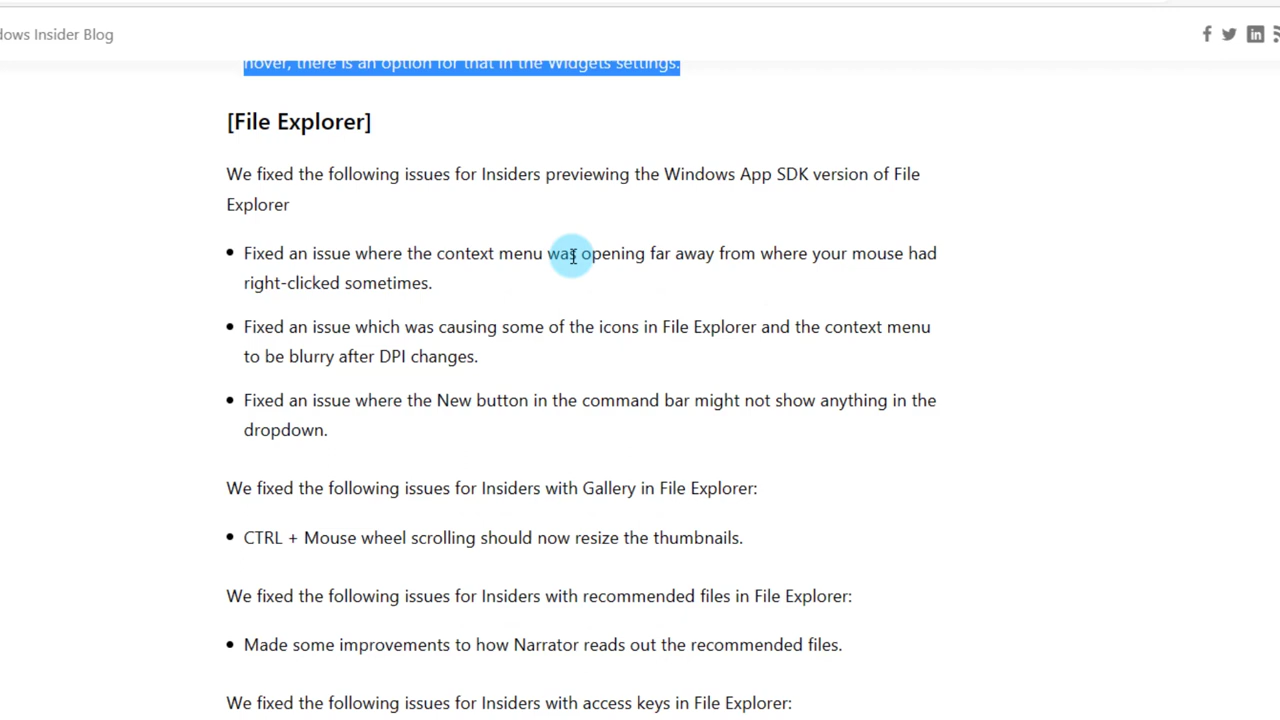 dows Insider Blog
hover, there is an option for that in the Widgets settings.
[File Explorer]
We fixed the following issues for Insiders previewing the Windows App SDK version of File
Explorer
Fixed an issue where the context menu was opening far away from where your mouse had
right-clicked sometimes.
Fixed an issue which was causing some of the icons in File Explorer and the context menu
to be blurry after DPI changes.
Fixed an issue where the New button in the command bar might not show anything in the
dropdown.
We fixed the following issues for Insiders with Gallery in File Explorer:
CTRL + Mouse wheel scrolling should now resize the thumbnails.
We fixed the following issues for Insiders with recommended files in File Explorer:
Made some improvements to how Narrator reads out the recommended files.
We fixed the following issues for Insiders with access keys in File Explorer: